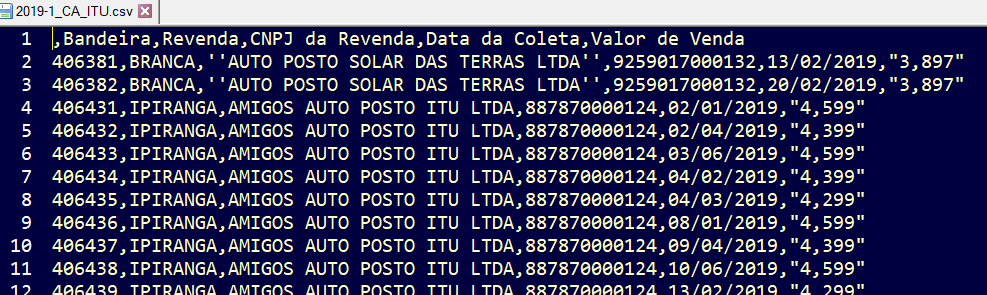 2019-1_CA_ITU.csv
1 ,Bandeira,Revenda,CNPJ da Revenda,Data da Coleta,Valor de Venda
2 406381,BRANCA,''AUTO POSTO SOLAR DAS TERRAS LTDA'',9259017000132,13/02/2019,"3,897"
3 406382,BRANCA,''AUTO POSTO SOLAR DAS TERRAS LTDA'',9259017000132,20/02/2019,"3,897"
4 406431,IPIRANGA,AMIGOS AUTO POSTO ITU LTDA,887870000124,02/01/2019,"4,599"
5 406432,IPIRANGA,AMIGOS AUTO POSTO ITU LTDA,887870000124,02/04/2019,"4,399"
6 406433,IPIRANGA,AMIGOS AUTO POSTO ITU LTDA,887870000124,03/06/2019,"4,599"
7 406434,IPIRANGA,AMIGOS AUTO POSTO ITU LTDA,887870000124,04/02/2019,"4,399"
8 406435,IPIRANGA,AMIGOS AUTO POSTO ITU LTDA,887870000124,04/03/2019,"4,299"
9 406436,IPIRANGA,AMIGOS AUTO POSTO ITU LTDA,887870000124,08/01/2019,"4,599"
10 406437,IPIRANGA,AMIGOS AUTO POSTO ITU LTDA,887870000124,09/04/2019,"4,399"
11 406438,IPIRANGA,AMIGOS AUTO POSTO ITU LTDA,887870000124,10/06/2019,"4,599"
12 406439,IPIRANGA,AMIGOS AUTO POSTO ITU LTDA,887870000124,13/02/2019,"4,299"